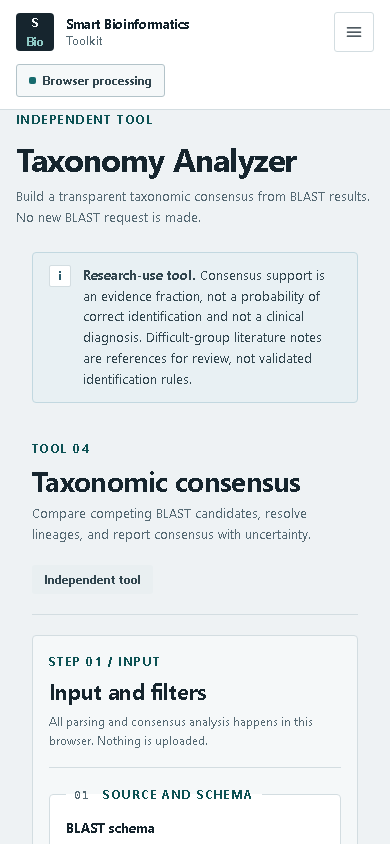 S
Bio
Smart Bioinformatics
Toolkit
Browser processing
INDEPENDENT TOOL
Taxonomy Analyzer
Build a transparent taxonomic consensus from BLAST results.
No new BLAST request is made.
i
Research-use tool. Consensus support is
an evidence fraction, not a probability of
correct identification and not a clinical
diagnosis. Difficult-group literature notes
are references for review, not validated
identification rules.
TOOL 04
Taxonomic consensus
Compare competing BLAST candidates, resolve
lineages, and report consensus with uncertainty.
Independent tool
STEP 01 / INPUT
Input and filters
All parsing and consensus analysis happens in this
browser. Nothing is uploaded.
01 SOURCE AND SCHEMA
BLAST schema